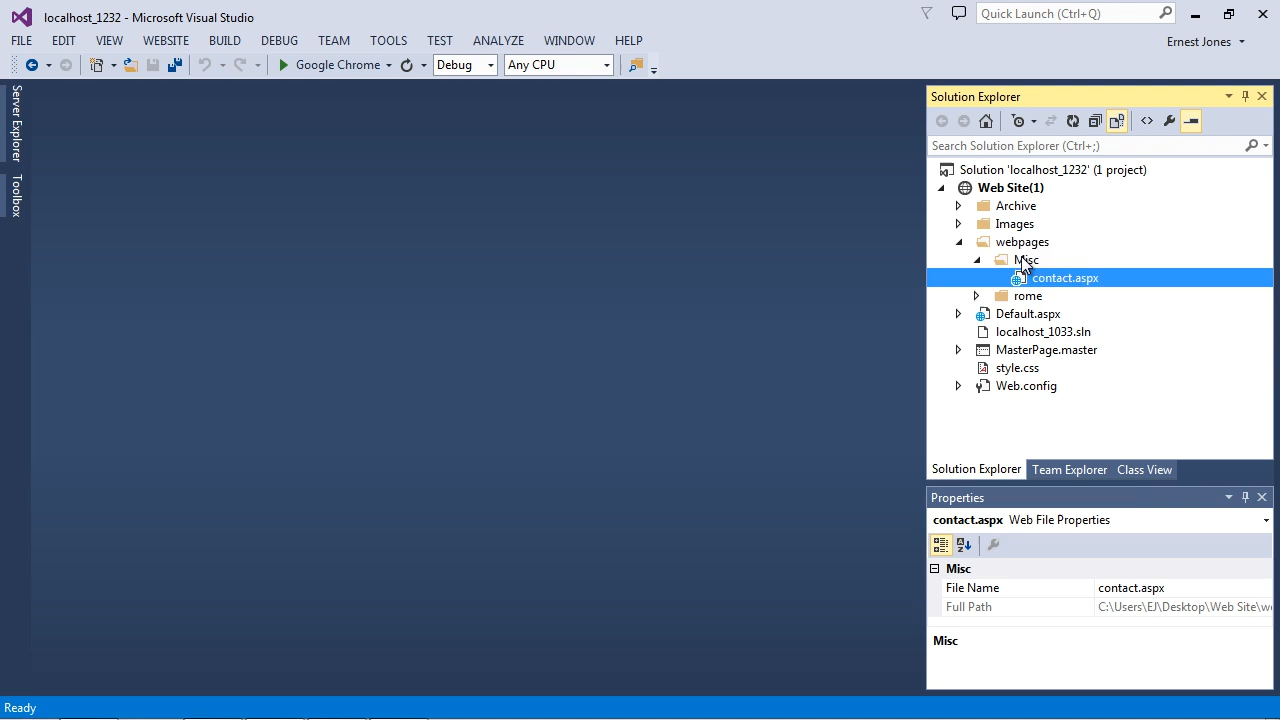 localhost_1232 - Microsoft Visual Studio
Quick Launch (Ctrl+Q)
FILE EDIT VIEW WEBSITE BUILD DEBUG TEAM TOOLS TEST ANALYZE WINDOW HELP
Ernest Jones
Google Chrome Debug Any CPU
Server Explorer
Toolbox
Solution Explorer
Search Solution Explorer (Ctrl+;)
Solution 'localhost_1232' (1 project)
Web Site(1)
Archive
Images
webpages
Misc
contact.aspx
rome
Default.aspx
localhost_1033.sln
MasterPage.master
style.css
Web.config
Solution Explorer Team Explorer Class View
Properties
contact.aspx Web File Properties
Misc
File Name contact.aspx
Full Path C:\Users\EJ\Desktop\Web Site\we
Misc
Ready